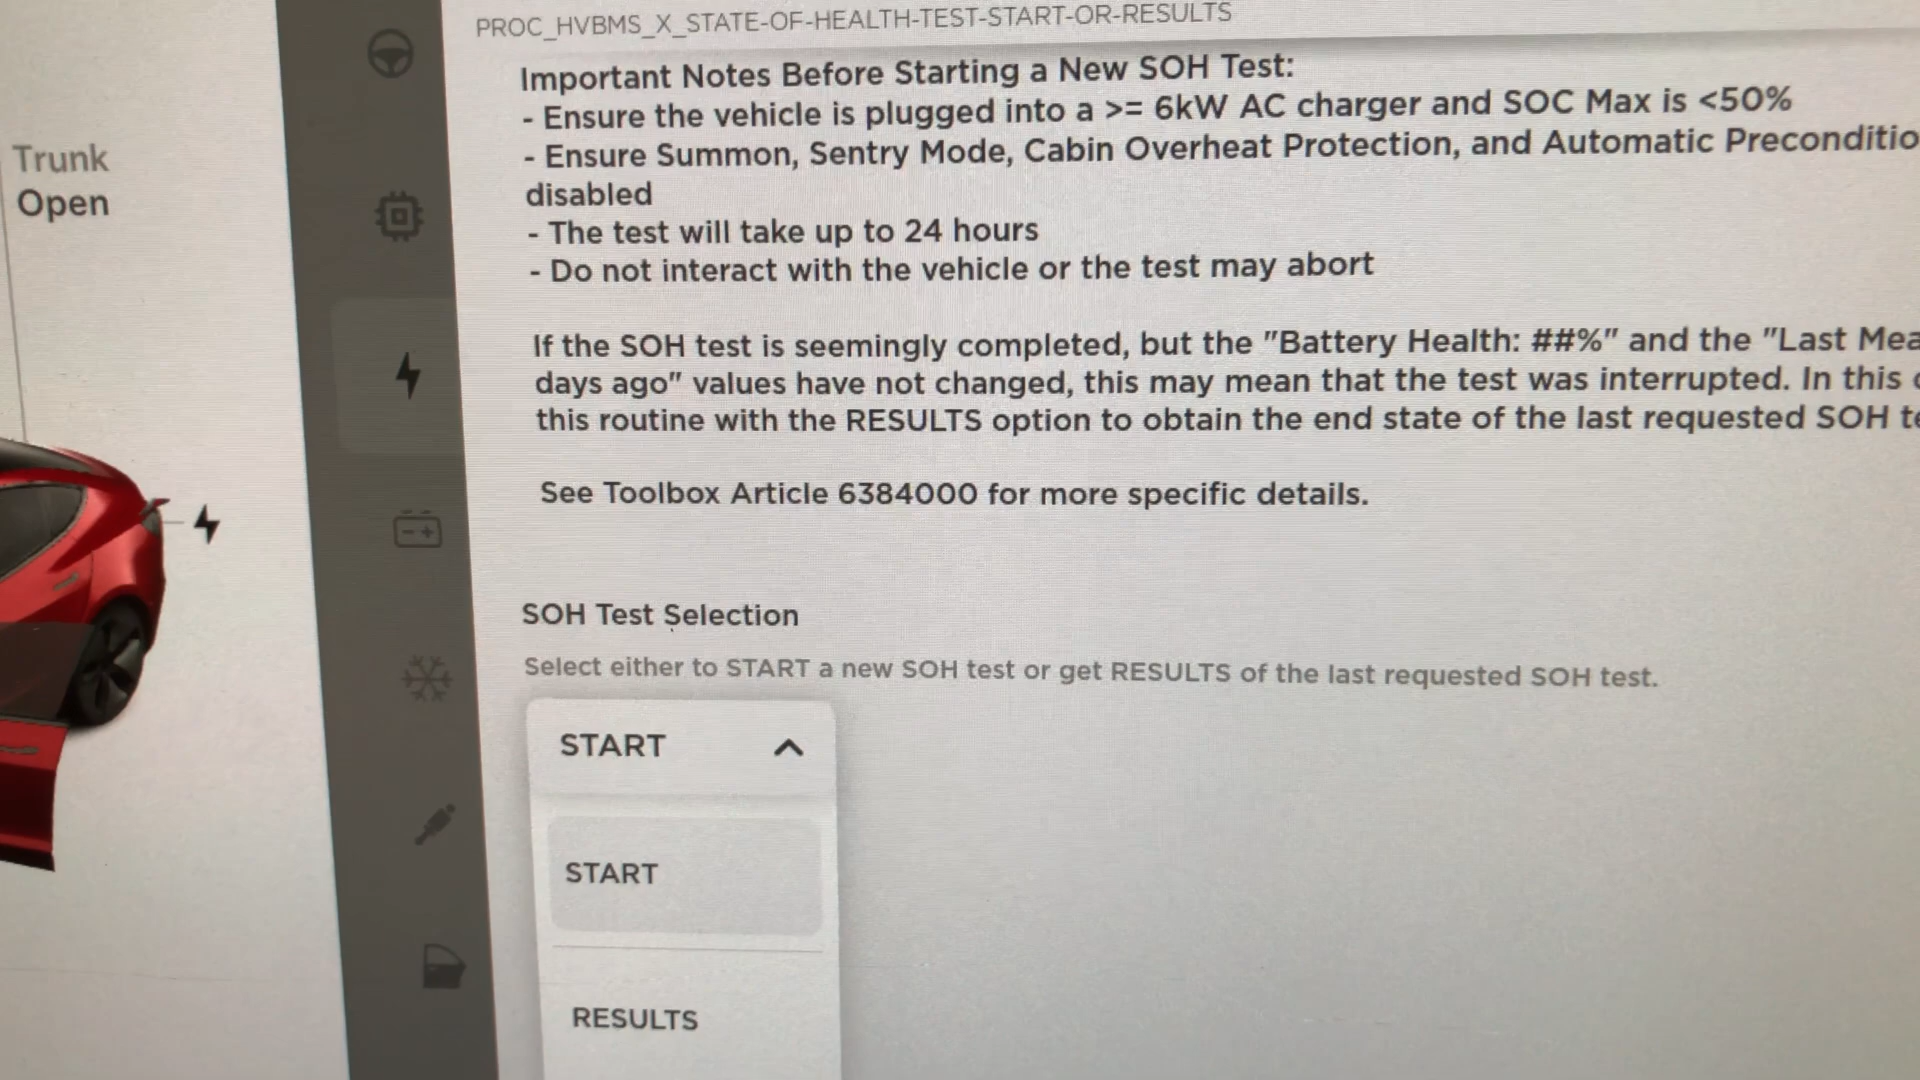 PROC_HVBMS_X_STATE-OF-HEALTH-TEST-START-OR-RESULTS
Important Notes Before Starting a New SOH Test:
- Ensure the vehicle is plugged into a >= 6kW AC charger and SOC Max is <50%
- Ensure Summon, Sentry Mode, Cabin Overheat Protection, and Automatic Preconditio
disabled
- The test will take up to 24 hours
- Do not interact with the vehicle or the test may abort
If the SOH test is seemingly completed, but the "Battery Health: ##%" and the "Last Mea
days ago" values have not changed, this may mean that the test was interrupted. In this
this routine with the RESULTS option to obtain the end state of the last requested SOH te
See Toolbox Article 6384000 for more specific details.
SOH Test Selection
Select either to START a new SOH test or get RESULTS of the last requested SOH test.
START
START
RESULTS
Trunk
Open